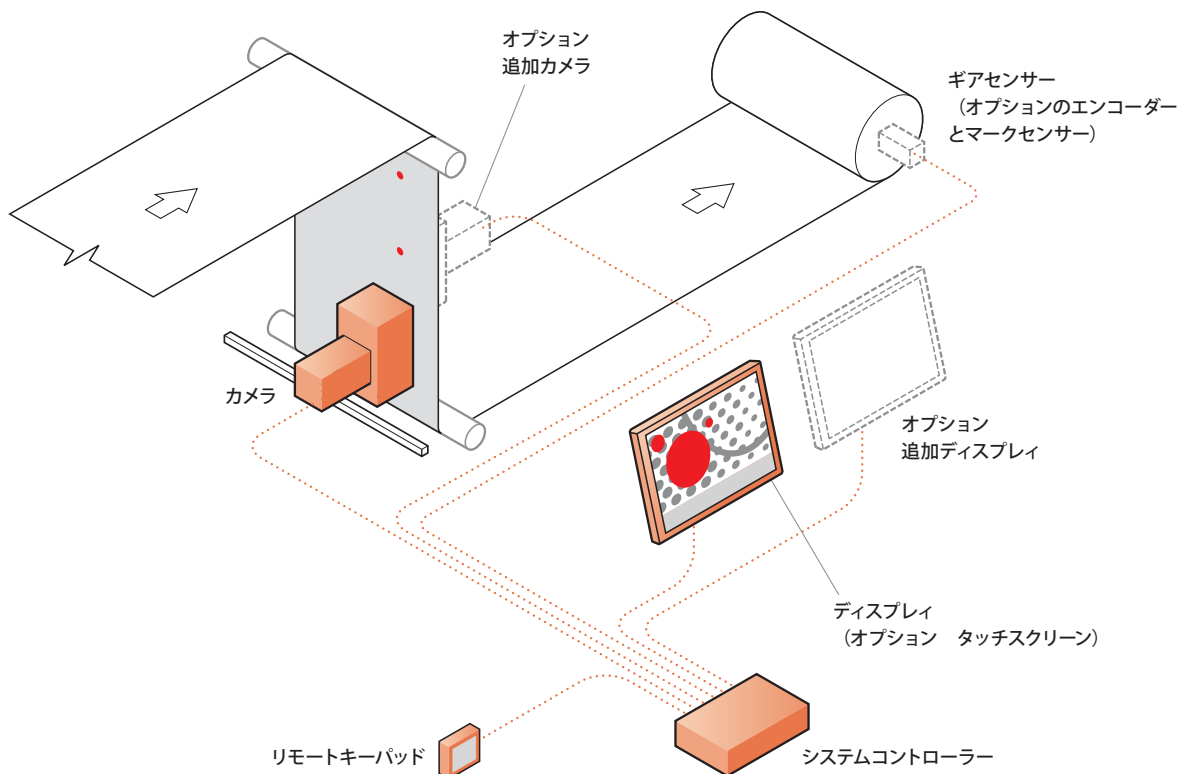 オプション
追加カメラ
ギアセンサー
（オプションのエンコーダー
とマークセンサー）
カメラ
オプション
追加ディスプレィ
ディスプレィ
（オプション　タッチスクリーン）
リモートキーパッド
システムコントローラー